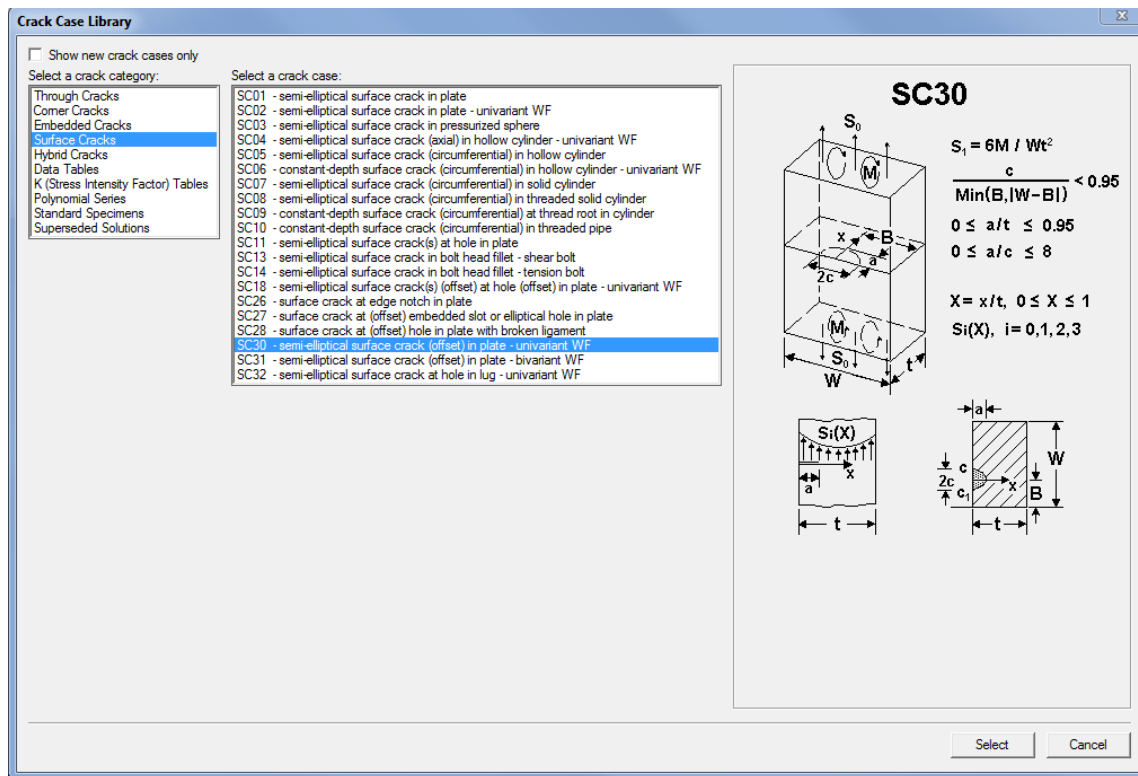 Crack Case Library
Show new crack cases only
Select a crack category:
Through Cracks
Corner Cracks
Embedded Cracks
Surface Cracks
Hybrid Cracks
Data Tables
K (Stress Intensity Factor) Tables
Polynomial Series
Standard Specimens
Superseded Solutions
Select a crack case:
SC01 - semi-elliptical surface crack in plate
SC02 - semi-elliptical surface crack in plate - univariant WF
SC03 - semi-elliptical surface crack in pressurized sphere
SC04 - semi-elliptical surface crack (axial) in hollow cylinder - univariant WF
SC05 - semi-elliptical surface crack (circumferential) in hollow cylinder
SC06 - constant-depth surface crack (circumferential) in hollow cylinder - univariant WF
SC07 - semi-elliptical surface crack (circumferential) in solid cylinder
SC08 - semi-elliptical surface crack (circumferential) in threaded solid cylinder
SC09 - constant-depth surface crack (circumferential) at thread root in cylinder
SC10 - constant-depth surface crack (circumferential) in threaded pipe
SC11 - semi-elliptical surface crack(s) at hole in plate
SC13 - semi-elliptical surface crack in bolt head fillet - shear bolt
SC14 - semi-elliptical surface crack in bolt head fillet - tension bolt
SC18 - semi-elliptical surface crack(s) (offset) at hole (offset) in plate - univariant WF
SC26 - surface crack at edge notch in plate
SC27 - surface crack at (offset) embedded slot or elliptical hole in plate
SC28 - surface crack at (offset) hole in plate with broken ligament
SC30 - semi-elliptical surface crack (offset) in plate - univariant WF
SC31 - semi-elliptical surface crack (offset) in plate - bivariant WF
SC32 - semi-elliptical surface crack at hole in lug - univariant WF
SC30
S₀
M
x
B
a
2c
M
S₀
W
t
S₁ = 6M / Wt²
c
Min(B,|W-B|) < 0.95
0 ≤ a/t ≤ 0.95
0 ≤ a/c ≤ 8
X= x/t, 0 ≤ X ≤ 1
Si(X), i= 0,1,2,3
Si(X)
x
a
t
a
c
2c
c₁
x
B
W
t
Select
Cancel